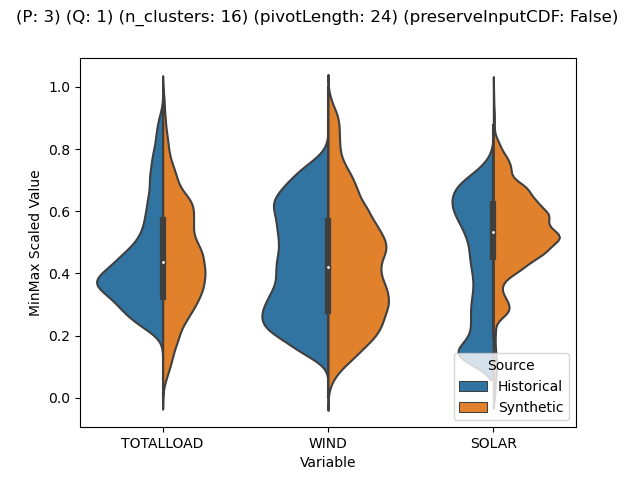 (P: 3) (Q: 1) (n_clusters: 16) (pivotLength: 24) (preserveInputCDF: False)
1.0
0.8
0.6
0.4
0.2
0.0
MinMax Scaled Value
TOTALLOAD
WIND
SOLAR
Variable
Source
Historical
Synthetic